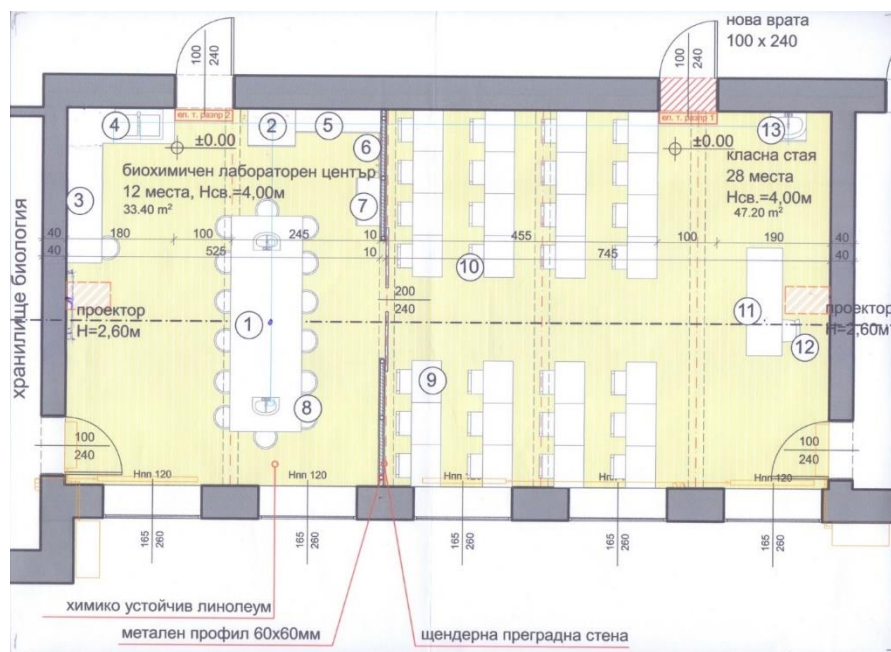 нова врата
100 x 240
100
240
100
240
ел. т. разпр 2
ел. т. разпр 1
4
2
5
13
±0.00
±0.00
6
биохимичен лабораторен център
12 места, Нсв.=4,00м
33.40 m²
класна стая
28 места
Нсв.=4,00м
47.20 m²
3
7
40
180
100
245
10
455
100
190
40
40
525
10
745
40
10
хранилище биология
проектор
Н=2,60м
1
200
240
11
проектор
Н=2,60м
12
9
8
100
240
100
240
Нпп 120
Нпп 120
Нпп 120
165
260
165
260
165
260
165
260
165
260
химико устойчив линолеум
метален профил 60х60мм
щендерна преградна стена